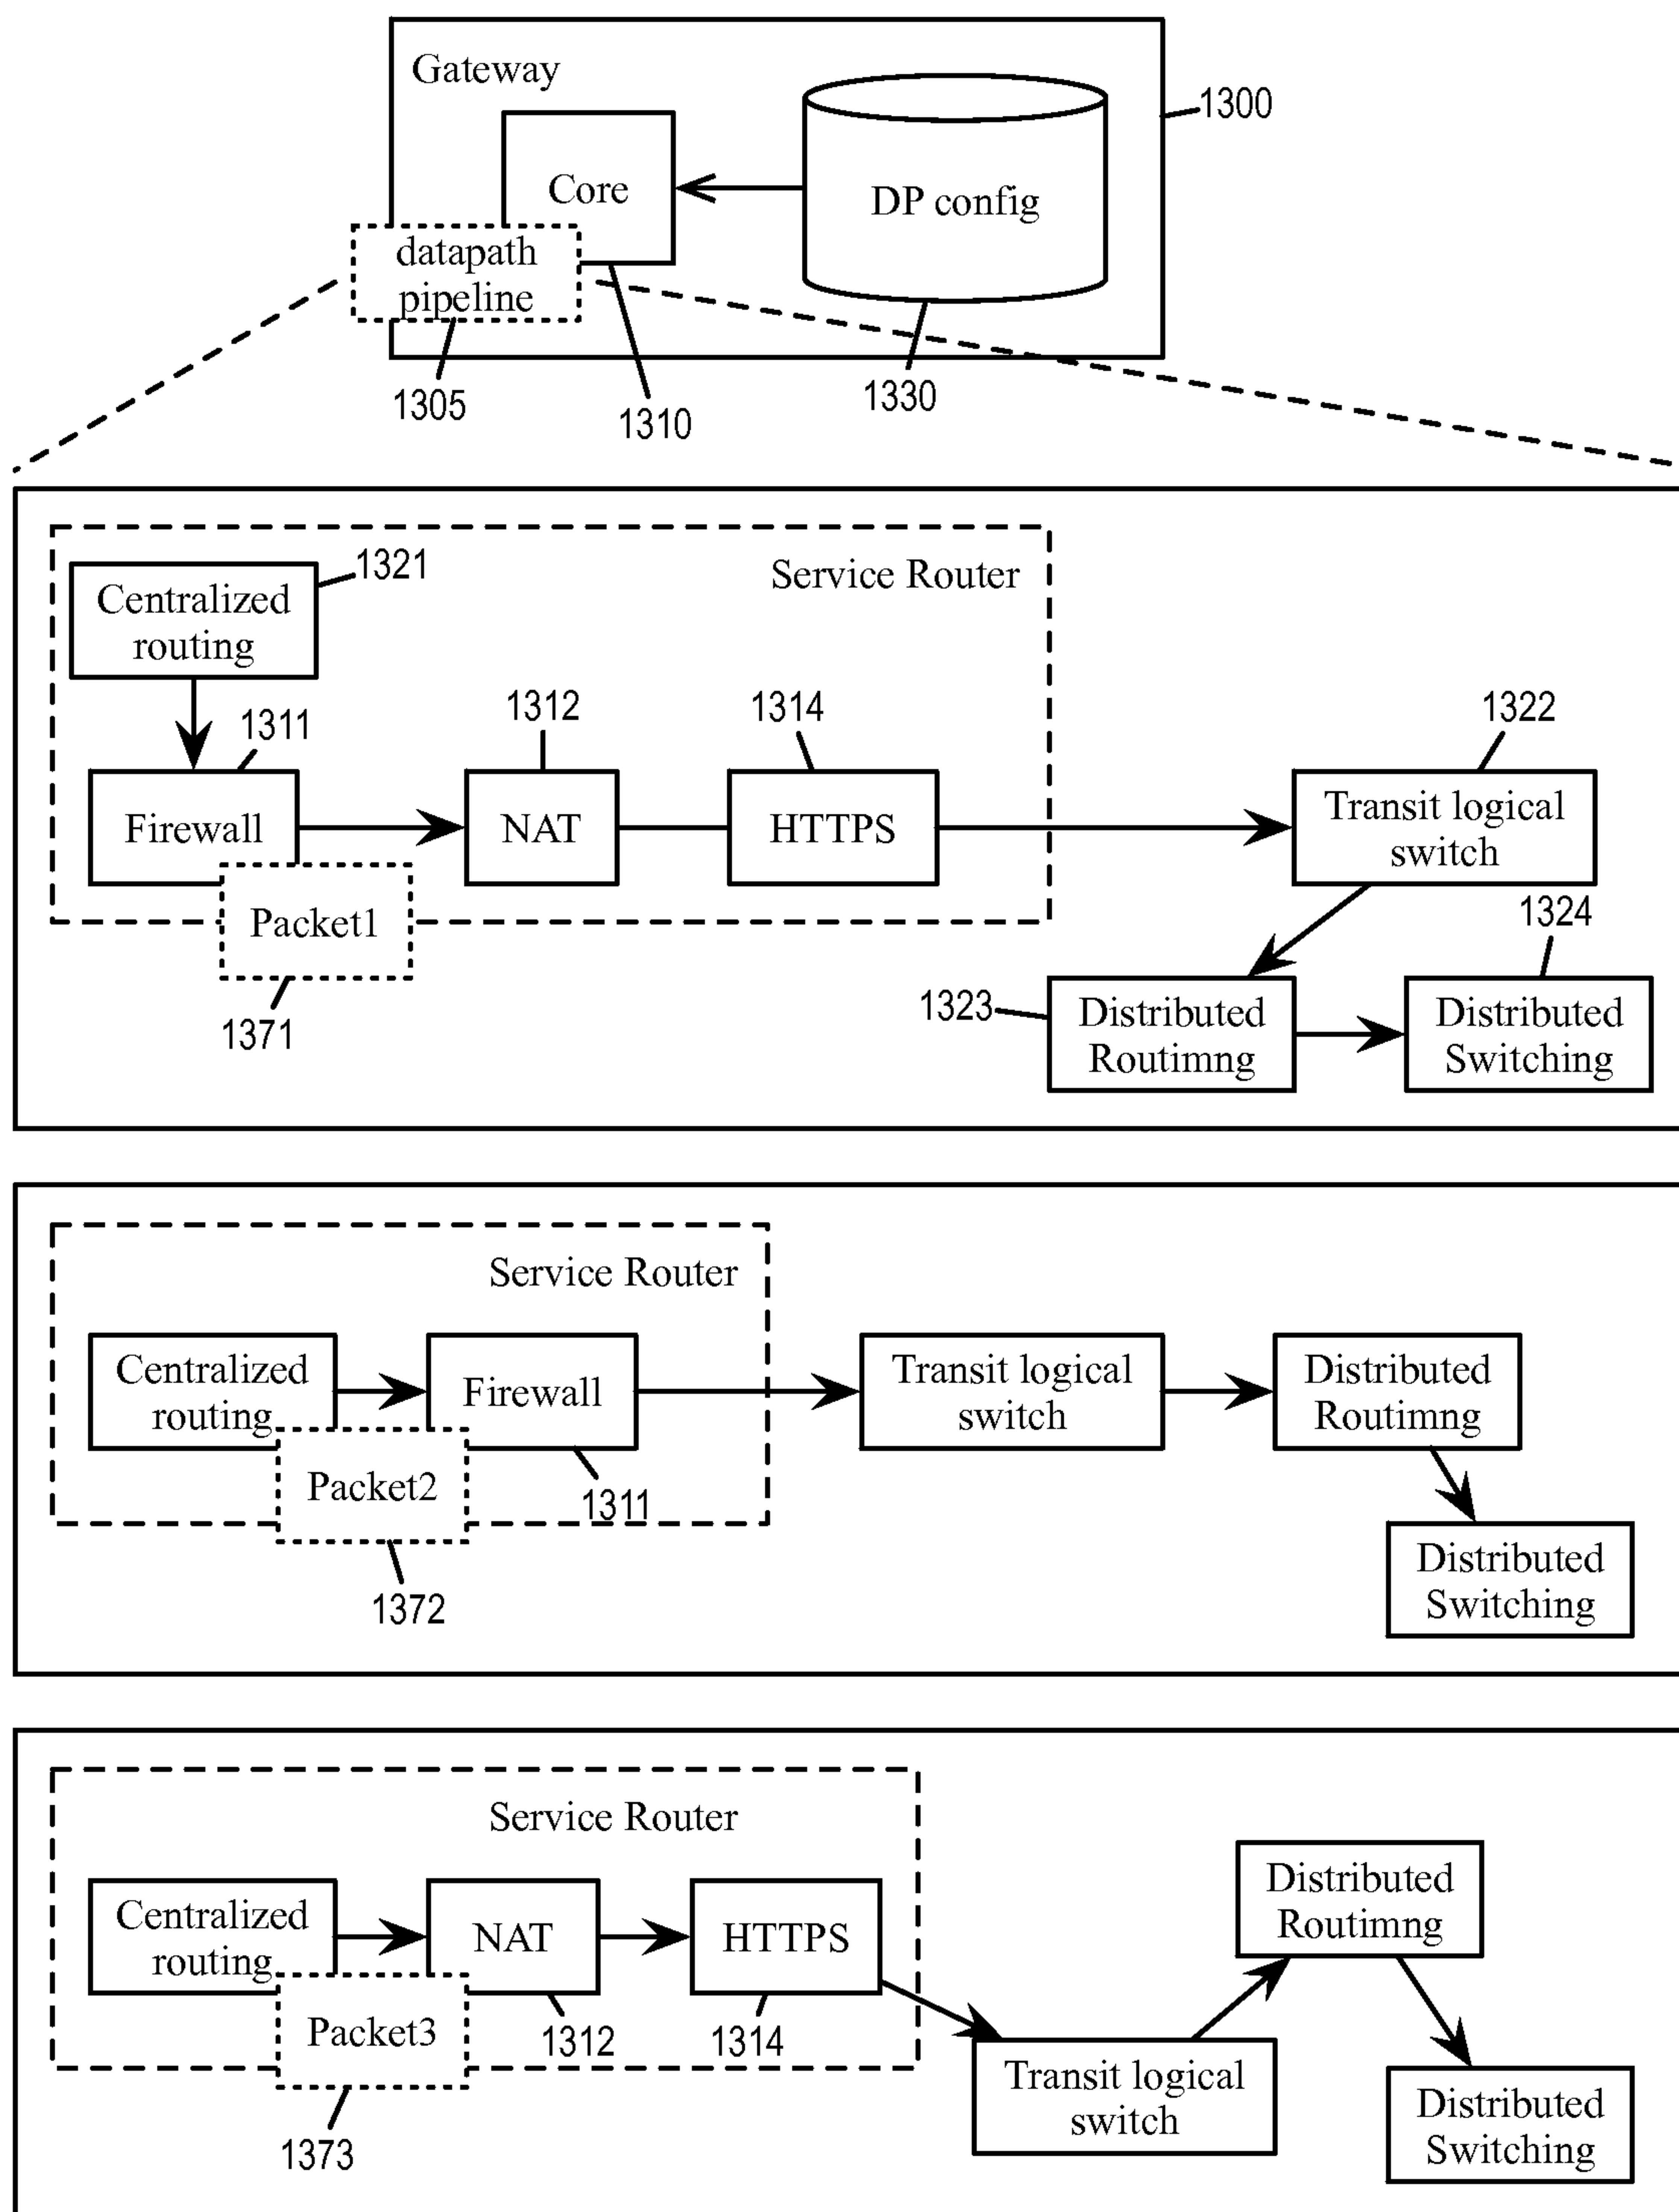 Gateway
1300
Core
DP config
datapath
pipeline
1305
1310
1330
1321
Service Router
Centralized
routing
1311
1312
1314
1322
Firewall
NAT
HTTPS
Transit logical
switch
Packet1
1324
1371
1323
Distributed
Routimng
Distributed
Switching
Service Router
Centralized
routing
Firewall
Transit logical
switch
Distributed
Routimng
Packet2
1311
1372
Distributed
Switching
Service Router
Centralized
routing
NAT
HTTPS
Distributed
Routimng
Packet3
1312
1314
1373
Transit logical
switch
Distributed
Switching